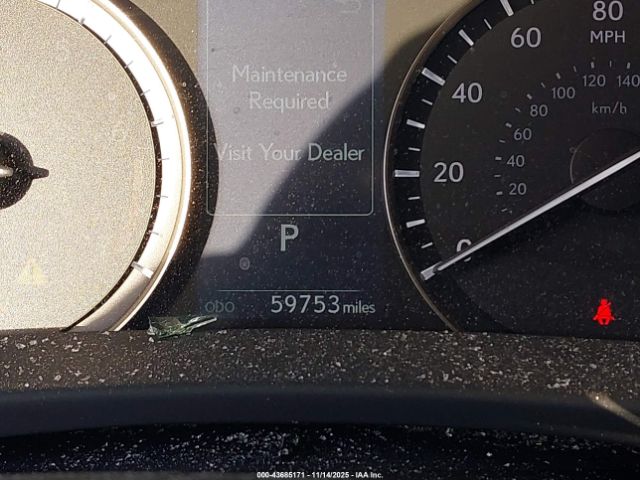 Maintenance
Required
Visit Your Dealer
P
ODO 59753 miles
80
MPH
60
40
20
0
140
120
100
km/h
80
60
40
20
000-43685171 - 11/14/2025 - IAA Inc.